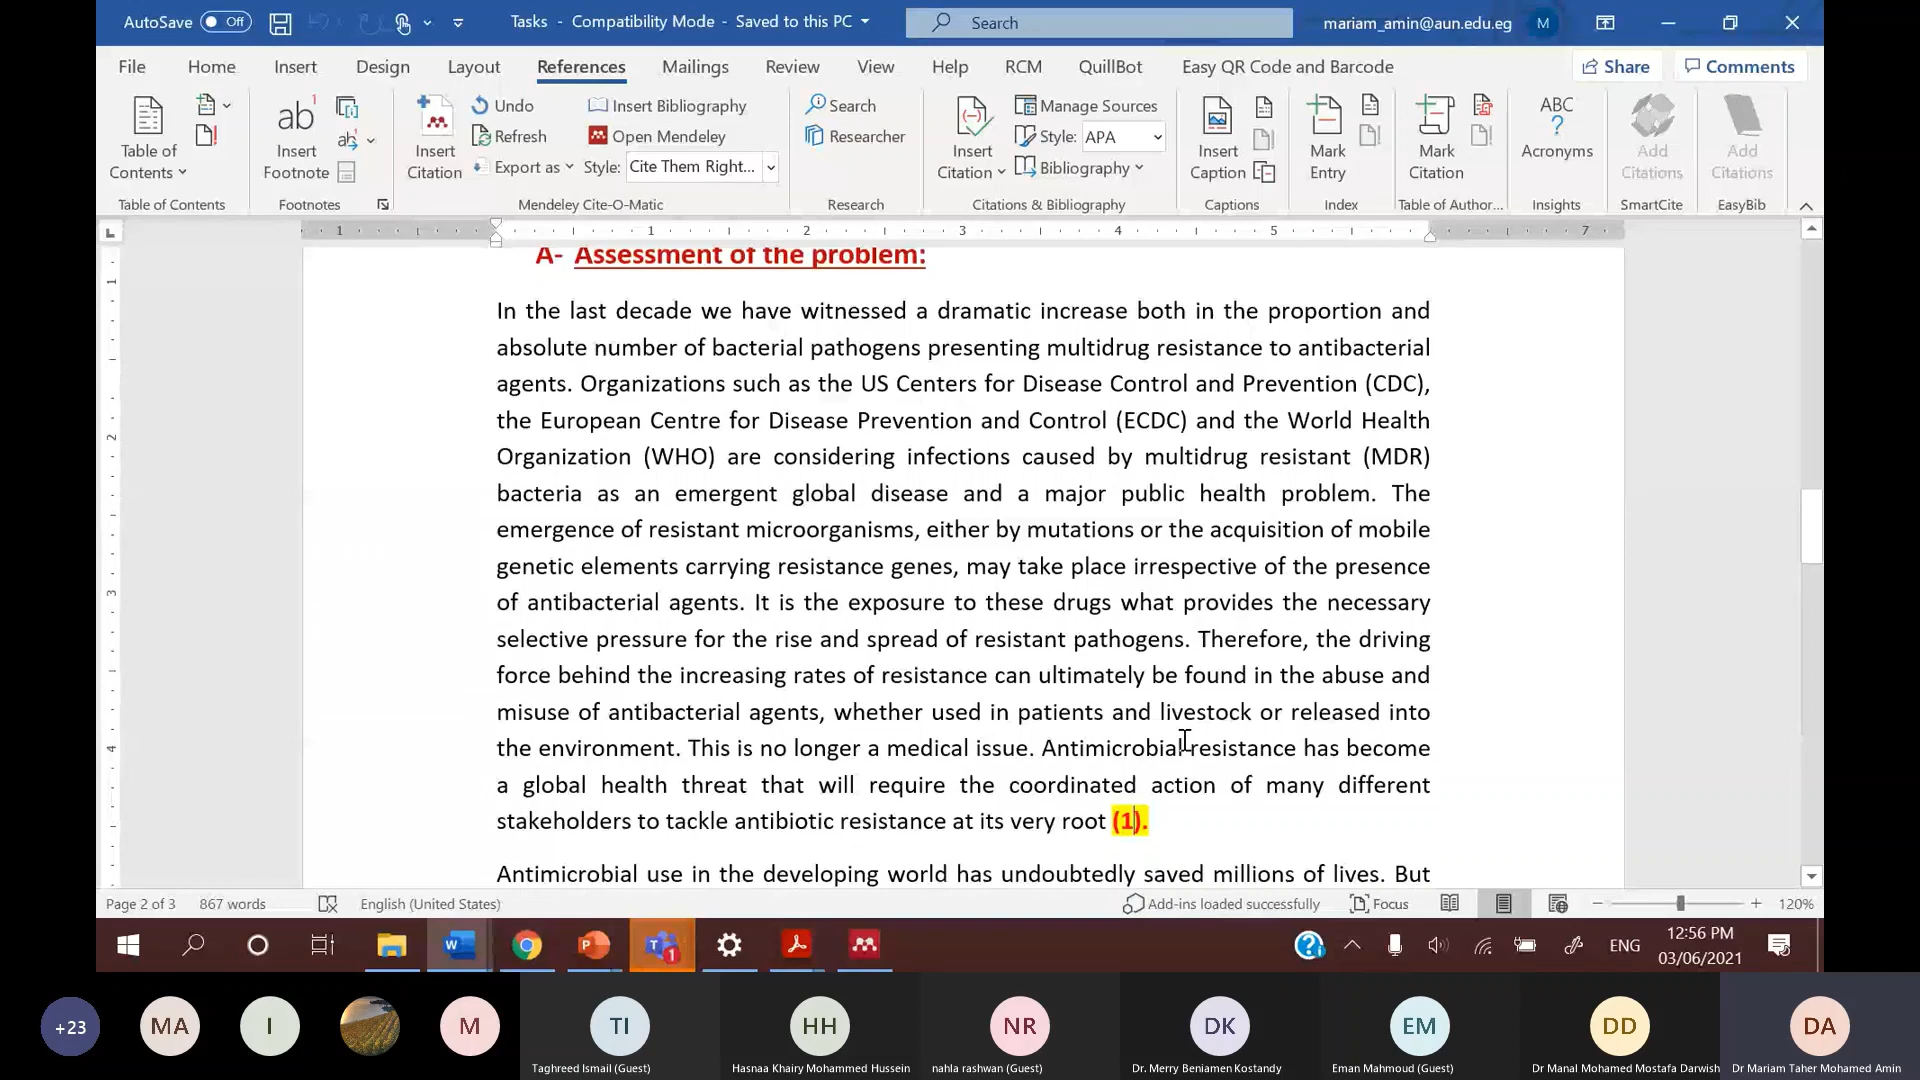 AutoSave Off Tasks - Compatibility Mode - Saved to this PC Search mariam_amin@aun.edu.eg M
File Home Insert Design Layout References Mailings Review View Help RCM QuillBot Easy QR Code and Barcode Share Comments
Table of Contents
ab1 Insert Footnote
ab1
Insert Citation
Undo
Refresh
Export as
Insert Bibliography
Open Mendeley
Style: Cite Them Right...
Search
Researcher
Insert Citation
Manage Sources
Style: APA
Bibliography
Insert Caption
Mark Entry
Mark Citation
ABC ? Acronyms
Add Citations
Add Citations
Table of Contents Footnotes Mendeley Cite-O-Matic Research Citations & Bibliography Captions Index Table of Author... Insights SmartCite EasyBib
L 1 1 2 3 4 5 7
1
2
3
4
A- Assessment of the problem:
In the last decade we have witnessed a dramatic increase both in the proportion and
absolute number of bacterial pathogens presenting multidrug resistance to antibacterial
agents. Organizations such as the US Centers for Disease Control and Prevention (CDC),
the European Centre for Disease Prevention and Control (ECDC) and the World Health
Organization (WHO) are considering infections caused by multidrug resistant (MDR)
bacteria as an emergent global disease and a major public health problem. The
emergence of resistant microorganisms, either by mutations or the acquisition of mobile
genetic elements carrying resistance genes, may take place irrespective of the presence
of antibacterial agents. It is the exposure to these drugs what provides the necessary
selective pressure for the rise and spread of resistant pathogens. Therefore, the driving
force behind the increasing rates of resistance can ultimately be found in the abuse and
misuse of antibacterial agents, whether used in patients and livestock or released into
the environment. This is no longer a medical issue. Antimicrobial resistance has become
a global health threat that will require the coordinated action of many different
stakeholders to tackle antibiotic resistance at its very root (1).
Antimicrobial use in the developing world has undoubtedly saved millions of lives. But
Page 2 of 3 867 words English (United States) Add-ins loaded successfully Focus 120%
ENG
12:56 PM
03/06/2021
+23 MA I M TI HH NR DK EM DD DA
Taghreed Ismail (Guest) Hasnaa Khairy Mohammed Hussein nahla rashwan (Guest) Dr. Merry Beniamen Kostandy Eman Mahmoud (Guest) Dr Manal Mohamed Mostafa Darwish Dr Mariam Taher Mohamed Amin